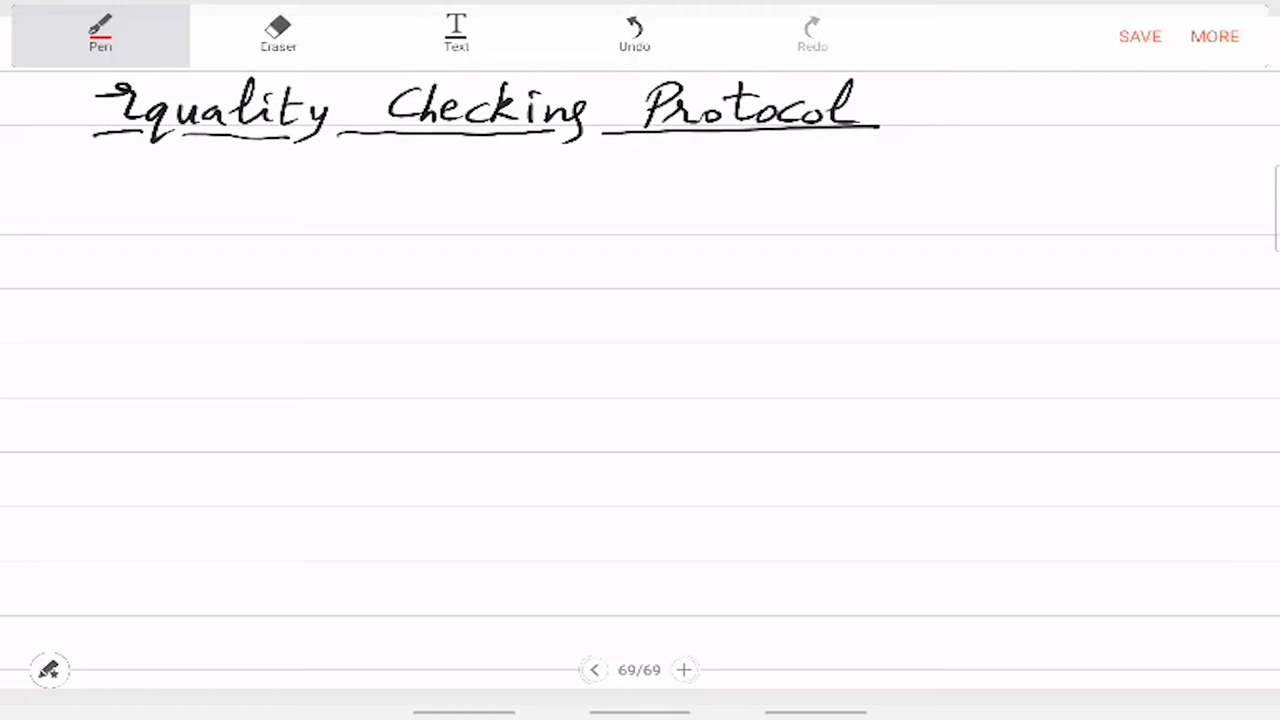 Pen Eraser Text Undo Redo SAVE MORE
Equality Checking Protocol
69/69